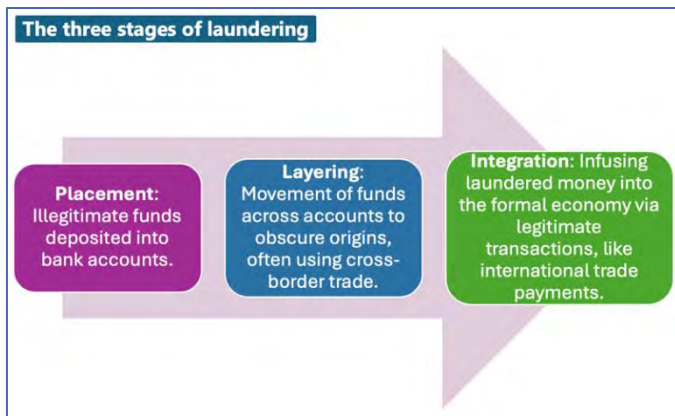 The three stages of laundering
Placement:
Illegitimate funds
deposited into
bank accounts.
Layering:
Movement of funds
across accounts to
obscure origins,
often using cross-
border trade.
Integration: Infusing
laundered money into
the formal economy via
legitimate
transactions, like
international trade
payments.